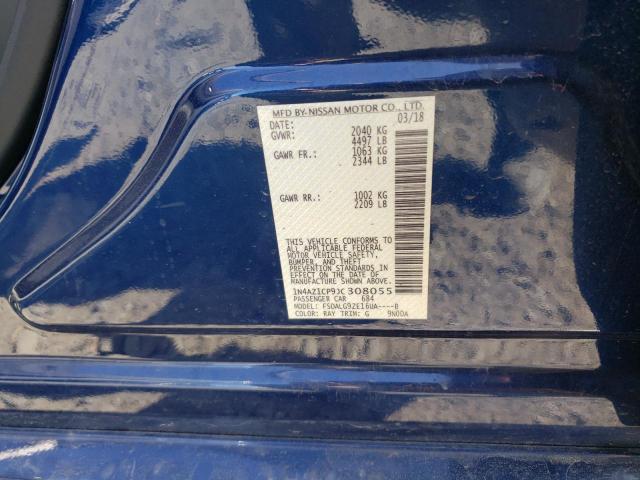 MFD BY-NISSAN MOTOR CO., LTD.
DATE: 03/18
GVWR: 2040 KG
4497 LB
GAWR FR.: 1063 KG
2344 LB
GAWR RR.: 1002 KG
2209 LB
THIS VEHICLE CONFORMS TO
ALL APPLICABLE FEDERAL
MOTOR VEHICLE SAFETY,
BUMPER, AND THEFT
PREVENTION STANDARDS IN
EFFECT ON THE DATE OF
MANUFACTURE SHOWN ABOVE.
1N4AZ1CP9JC308055
PASSENGER CAR 684
MODEL: FSDALG9ZE16UA----B
COLOR: RAY TRIM: G 9N00A